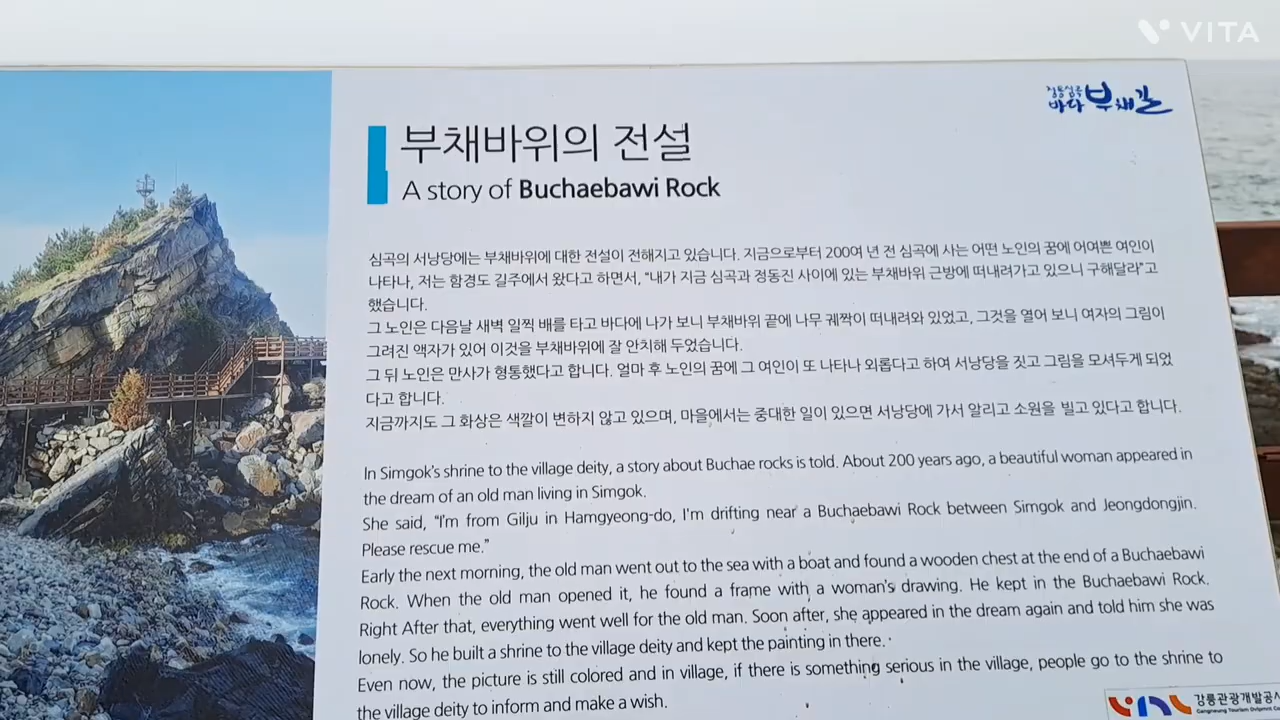 VITA
정동심곡
바다부채길
부채바위의 전설
A story of Buchaebawi Rock
심곡의 서낭당에는 부채바위에 대한 전설이 전해지고 있습니다. 지금으로부터 200여 년 전 심곡에 사는 어떤 노인의 꿈에 어여쁜 여인이
나타나, 저는 함경도 길주에서 왔다고 하면서, "내가 지금 심곡과 정동진 사이에 있는 부채바위 근방에 떠내려가고 있으니 구해달라"고
했습니다.
그 노인은 다음날 새벽 일찍 배를 타고 바다에 나가 보니 부채바위 끝에 나무 궤짝이 떠내려와 있었고, 그것을 열어 보니 여자의 그림이
그려진 액자가 있어 이것을 부채바위에 잘 안치해 두었습니다.
그 뒤 노인은 만사가 형통했다고 합니다. 얼마 후 노인의 꿈에 그 여인이 또 나타나 외롭다고 하여 서낭당을 짓고 그림을 모셔두게 되었
다고 합니다.
지금까지도 그 화상은 색깔이 변하지 않고 있으며, 마을에서는 중대한 일이 있으면 서낭당에 가서 알리고 소원을 빌고 있다고 합니다.
In Simgok's shrine to the village deity, a story about Buchae rocks is told. About 200 years ago, a beautiful woman appeared in
the dream of an old man living in Simgok.
She said, "I'm from Gilju in Hamgyeong-do, I'm drifting near a Buchaebawi Rock between Simgok and Jeongdongjin.
Please rescue me."
Early the next morning, the old man went out to the sea with a boat and found a wooden chest at the end of a Buchaebawi
Rock. When the old man opened it, he found a frame with a woman's drawing. He kept in the Buchaebawi Rock.
Right After that, everything went well for the old man. Soon after, she appeared in the dream again and told him she was
lonely. So he built a shrine to the village deity and kept the painting in there.
Even now, the picture is still colored and in village, if there is something serious in the village, people go to the shrine to
the village deity to inform and make a wish.
강릉관광개발공사
Gangneung Tourism